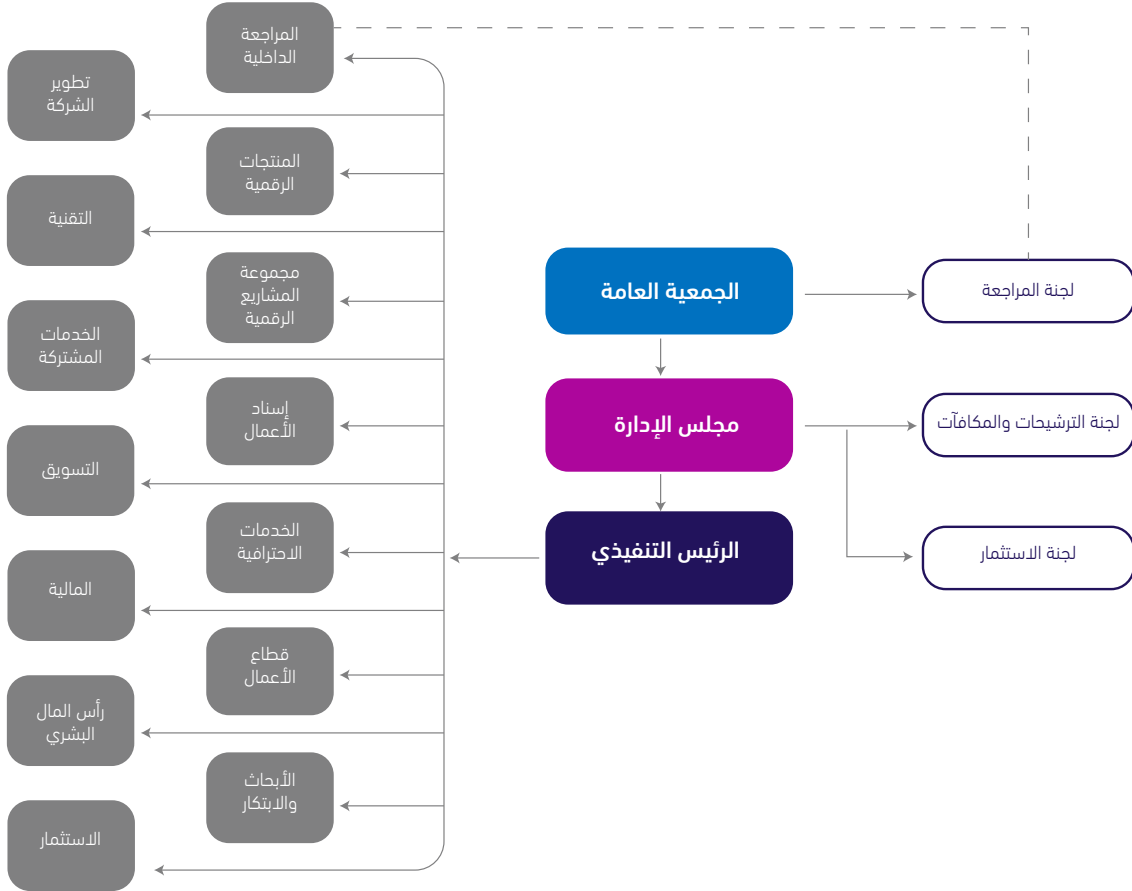 الجمعية العامة
مجلس الإدارة
الرئيس التنفيذي
لجنة المراجعة
لجنة الترشيحات والمكافآت
لجنة الاستثمار
المراجعة
الداخلية
المنتجات
الرقمية
مجموعة
المشاريع
الرقمية
إسناد
الأعمال
الخدمات
الاحترافية
قطاع
الأعمال
الأبحاث
والابتكار
تطوير
الشركة
التقنية
الخدمات
المشتركة
التسويق
المالية
رأس المال
البشري
الاستثمار